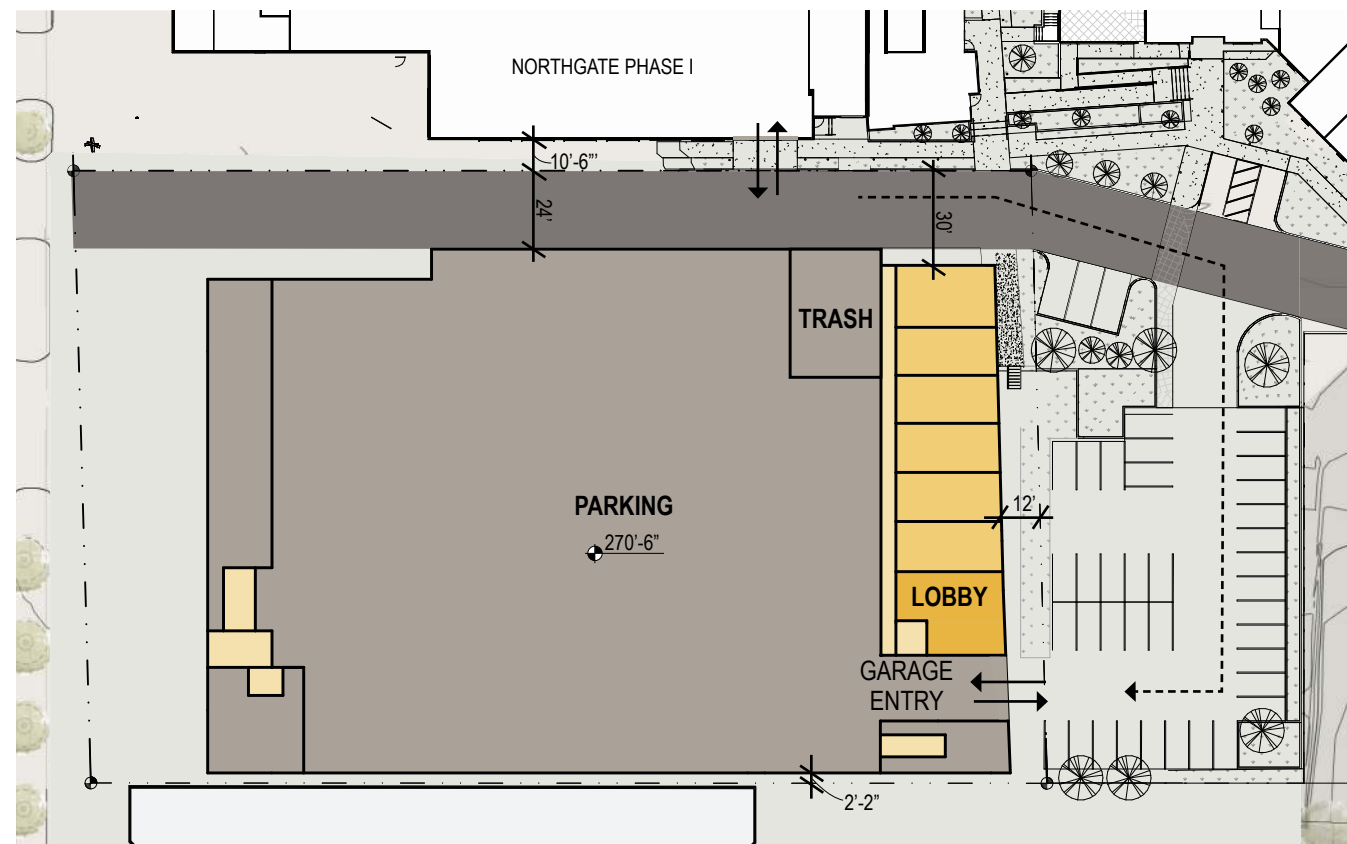 NORTHGATE PHASE I
10'-6"'
24'
30'
TRASH
PARKING
270'-6"
12'
LOBBY
GARAGE
ENTRY
2'-2"